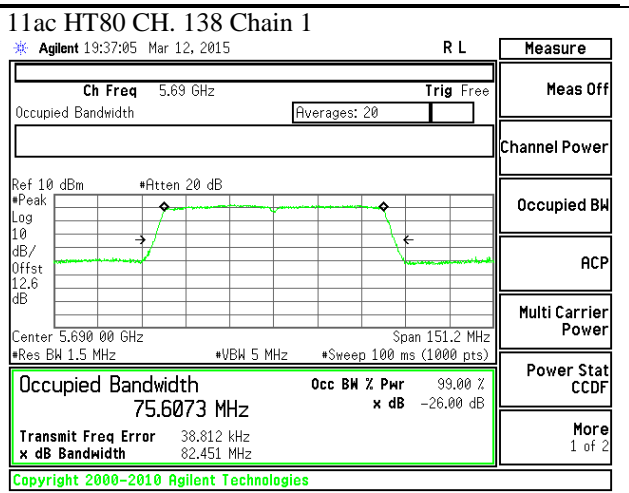 11ac HT80 CH. 138 Chain 1
Agilent 19:37:05 Mar 12, 2015 R L
Measure
Ch Freq 5.69 GHz Trig Free
Meas Off
Occupied Bandwidth Averages: 20
Channel Power
Ref 10 dBm #Atten 20 dB
#Peak
Log
10
dB/
Offst
12.6
dB
Occupied BW
ACP
Multi Carrier
Power
Center 5.690 00 GHz Span 151.2 MHz
#Res BW 1.5 MHz #VBW 5 MHz #Sweep 100 ms (1000 pts)
Power Stat
CCDF
Occupied Bandwidth Occ BW % Pwr 99.00 %
75.6073 MHz x dB -26.00 dB
Transmit Freq Error 38.812 kHz
x dB Bandwidth 82.451 MHz
More
1 of 2
Copyright 2000-2010 Agilent Technologies